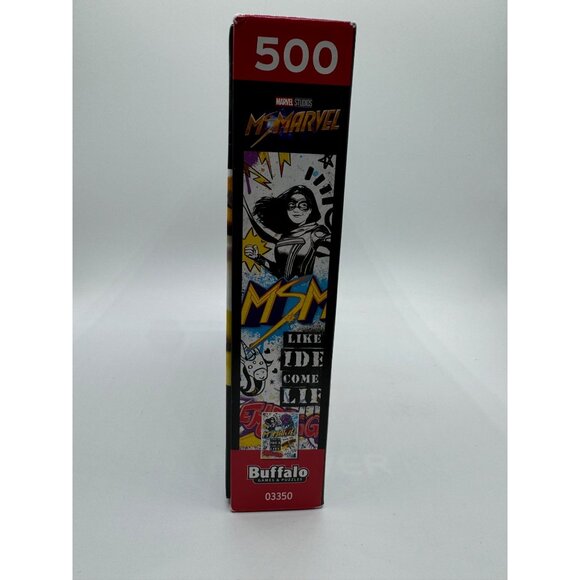 500
MARVEL STUDIOS
MS MARVEL
MSM
LIKE
IDE
COME
LIF
Buffalo
GAMES & PUZZLES
03350